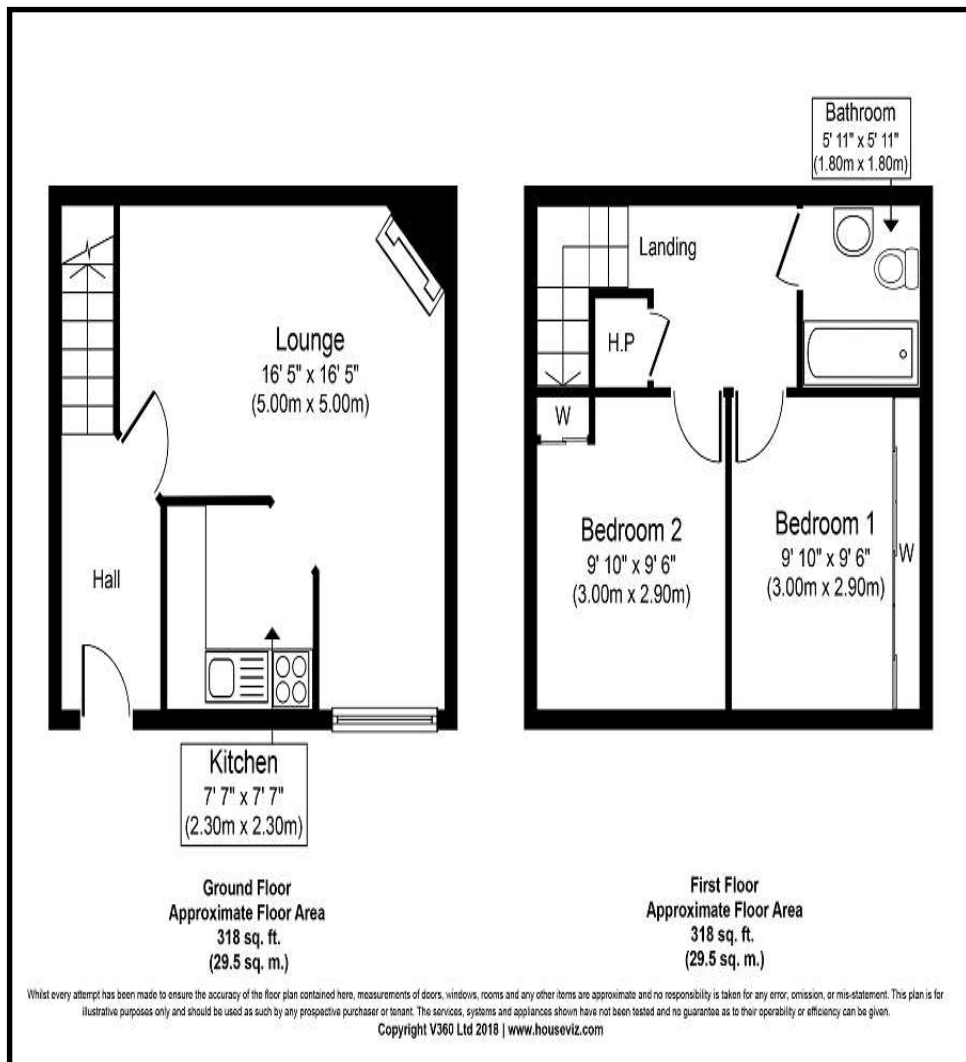 Bathroom
5' 11" x 5' 11"
(1.80m x 1.80m)
Lounge
16' 5" x 16' 5"
(5.00m x 5.00m)
Hall
Kitchen
7' 7" x 7' 7"
(2.30m x 2.30m)
Landing
H.P
W
Bedroom 2
9' 10" x 9' 6"
(3.00m x 2.90m)
Bedroom 1
9' 10" x 9' 6"
(3.00m x 2.90m)
W
Ground Floor
Approximate Floor Area
318 sq. ft.
(29.5 sq. m.)
First Floor
Approximate Floor Area
318 sq. ft.
(29.5 sq. m.)
Whilst every attempt has been made to ensure the accuracy of the floor plan contained here, measurements of doors, windows, rooms and any other items are approximate and no responsibility is taken for any error, omission, or mis-statement. This plan is for
illustrative purposes only and should be used as such by any prospective purchaser or tenant. The services, systems and appliances shown have not been tested and no guarantee as to their operability or efficiency can be given.
Copyright V360 Ltd 2018 | www.houseviz.com